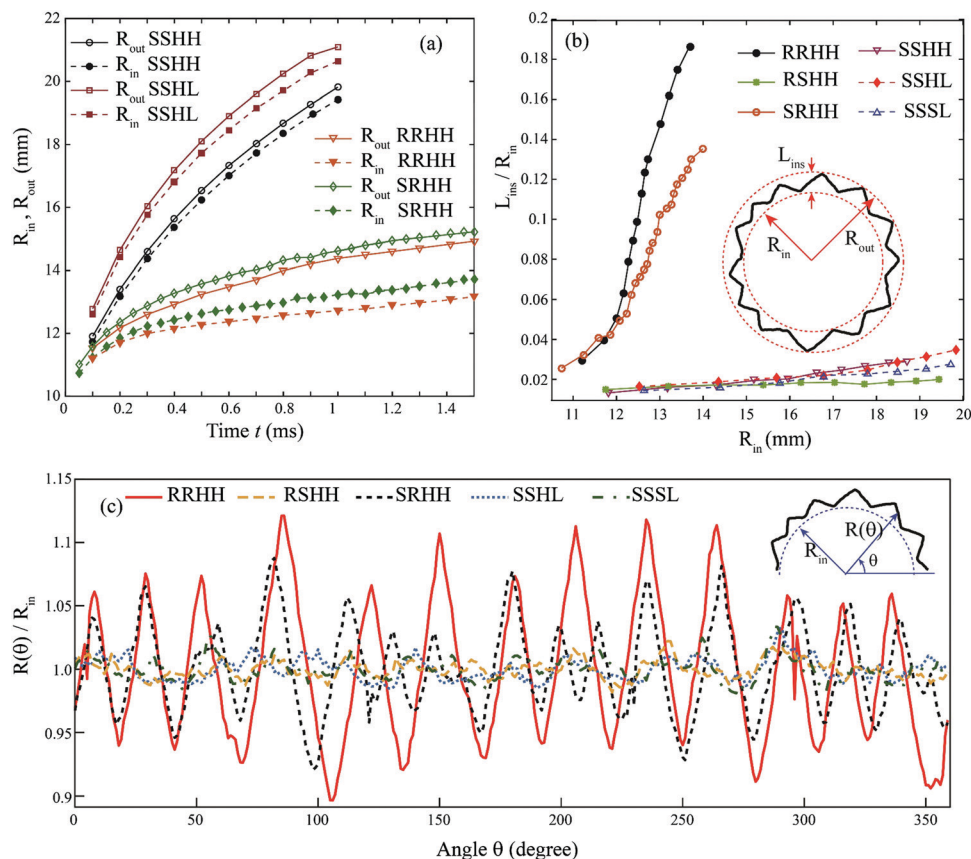 (a)
R_out SSHH
R_in SSHH
R_out SSHL
R_in SSHL
R_out RRHH
R_in RRHH
R_out SRHH
R_in SRHH
22
20
18
16
14
12
10
R_in, R_out (mm)
0.2 0.4 0.6 0.8 1.0 1.2 1.4
Time t (ms)
(b)
RRHH
RSHH
SRHH
SSHH
SSHL
SSSL
L_ins
R_in
R_out
0.2
0.18
0.16
0.14
0.12
0.1
0.08
0.06
0.04
0.02
L_ins / R_in
11 12 13 14 15 16 17 18 19 20
R_in (mm)
(c)
RRHH RSHH SRHH SSHL SSSL
R(θ)
R_in
θ
1.15
1.1
1.05
1.0
0.95
0.9
R(θ) / R_in
0 50 100 150 200 250 300 350
Angle θ (degree)